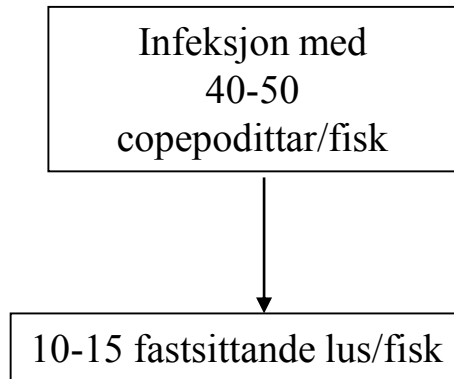 Infeksjon med
40-50
copepodittar/fisk
10-15 fastsittande lus/fisk